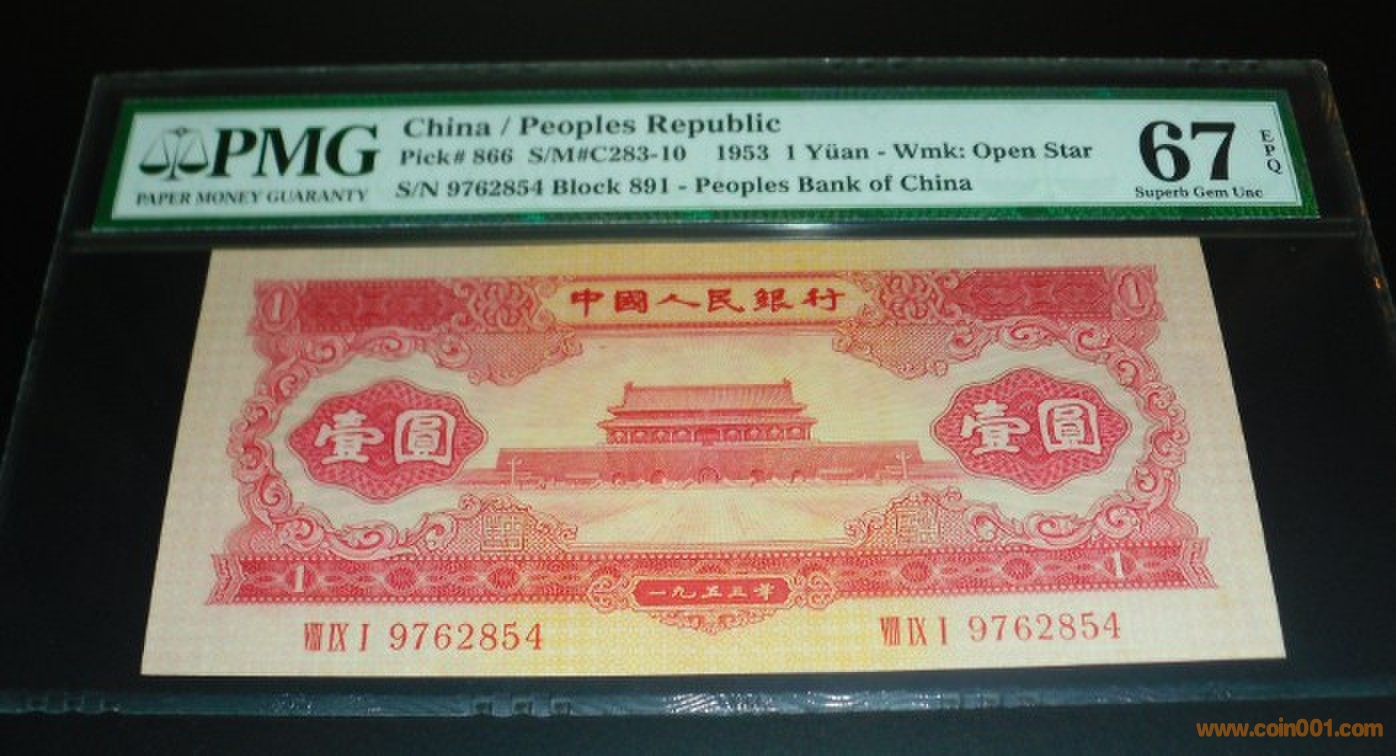 PMG
PAPER MONEY GUARANTY
China / Peoples Republic
Pick# 866 S/M#C283-10 1953 1 Yüan - Wmk: Open Star
S/N 9762854 Block 891 - Peoples Bank of China
67
EPQ
Superb Gem Unc
1 中國人民銀行 1
壹圓 壹圓
1 1
一九五三年
VIII IX I 9762854 VIII IX I 9762854
www.coin001.com